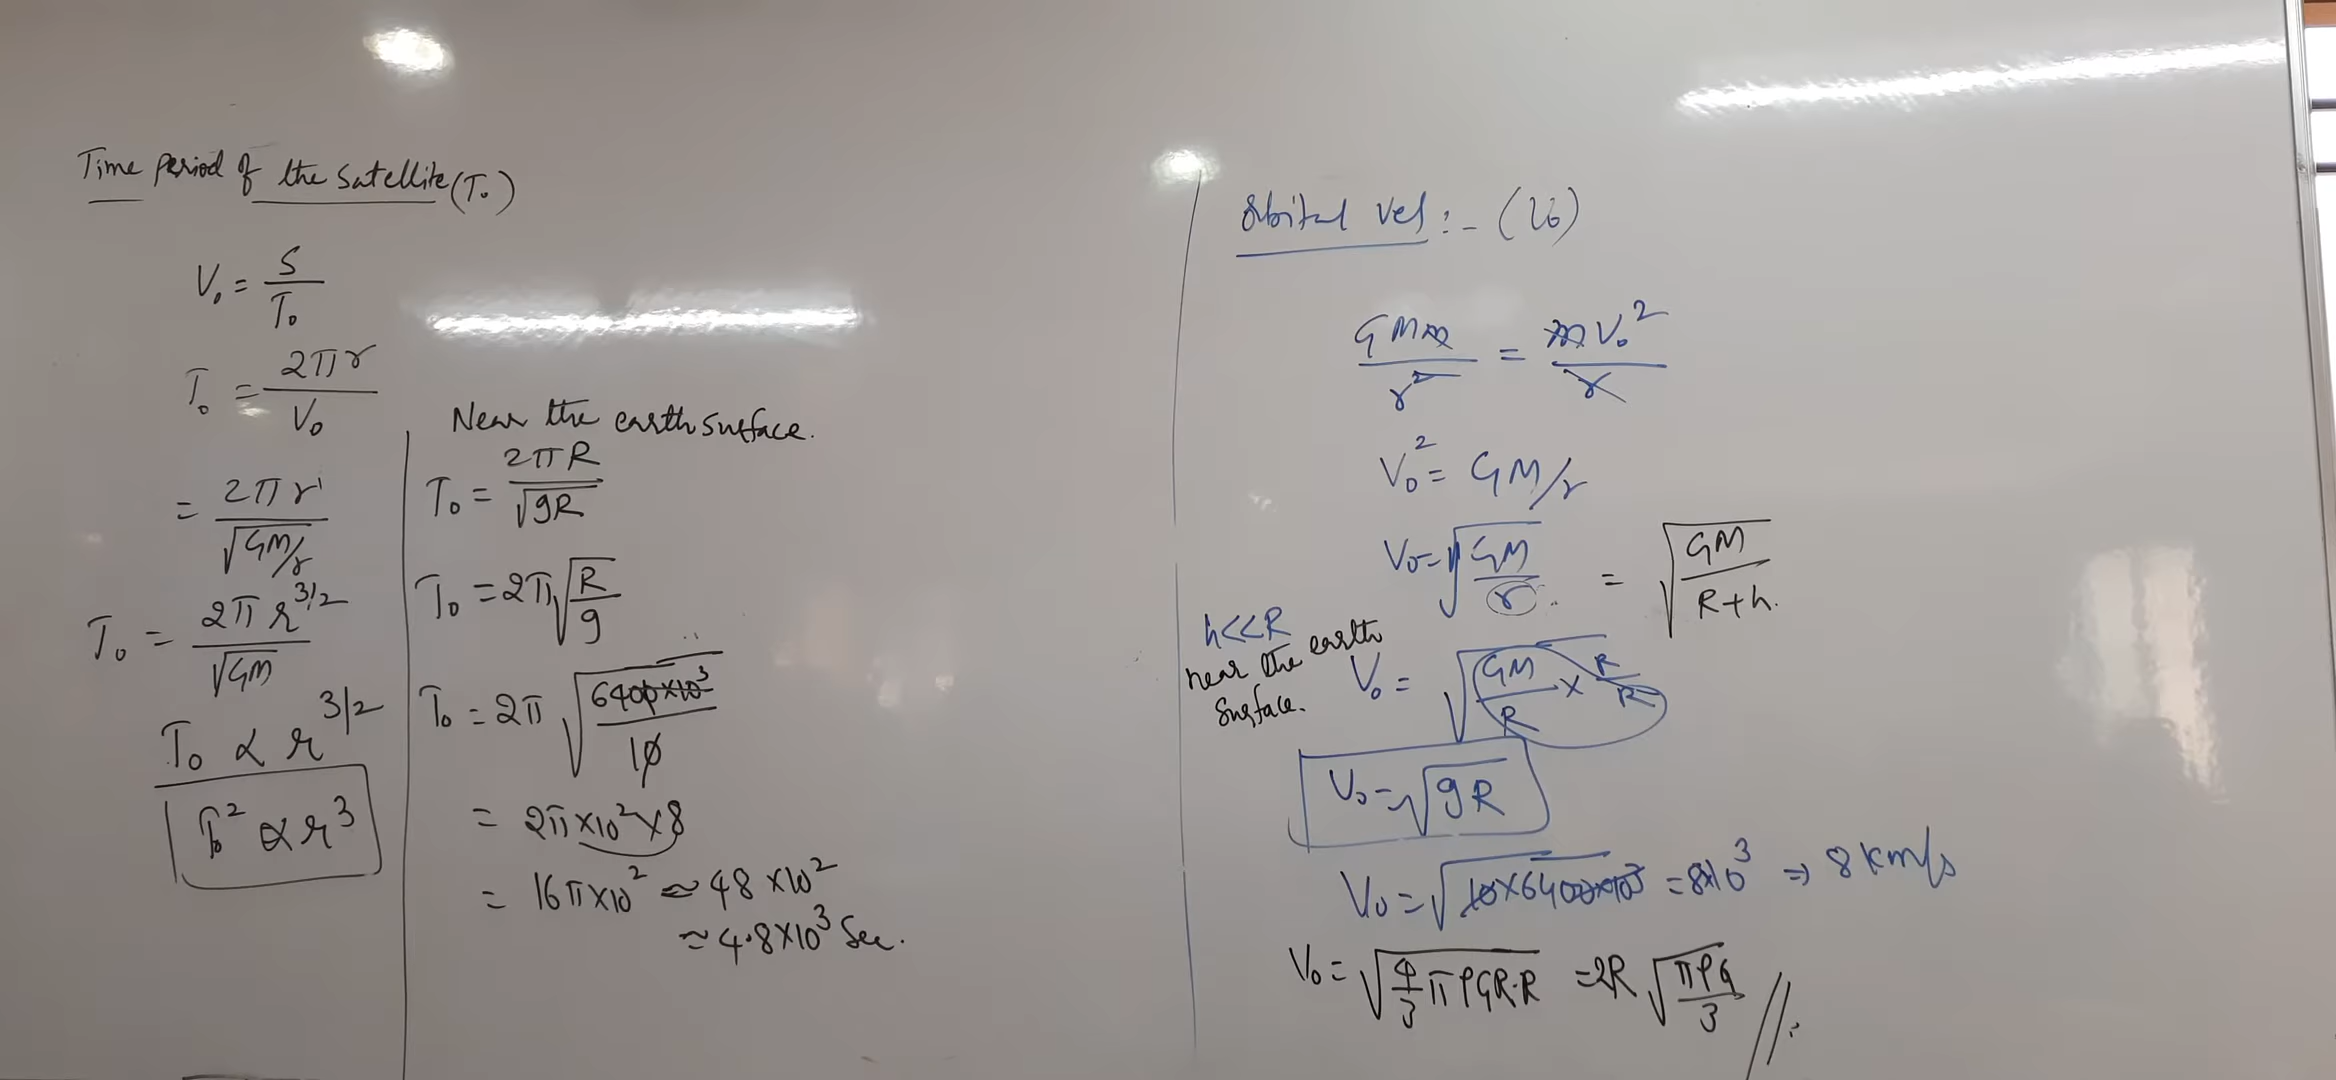 Time Period of the Satellite (T₀)
V₀ = S/T₀
T₀ = 2πr/V₀
= 2πr/√(GM/r)
T₀ = 2πr^(3/2)/√GM
T₀ ∝ r^(3/2)
T₀² ∝ r³
Near the earth surface.
T₀ = 2πR/√gR
T₀ = 2π√(R/g)
T₀ = 2π√(6400×10³/10)
= 2π×10²×8
= 16π×10² ≈ 48×10²
≈ 4.8×10³ Sec.
Orbital Vel :- (V₀)
GMm/r² = mV₀²/r
V₀² = GM/r
V₀ = √(GM/r) = √(GM/(R+h))
h<<R
near the earth surface.
V₀ = √(GM/R × R/R)
V₀ = √gR
V₀ = √(10×6400×10³) = 8×10³ ⇒ 8 km/s
V₀ = √(4/3 πρGR·R) = 2R√(πρG/3) //